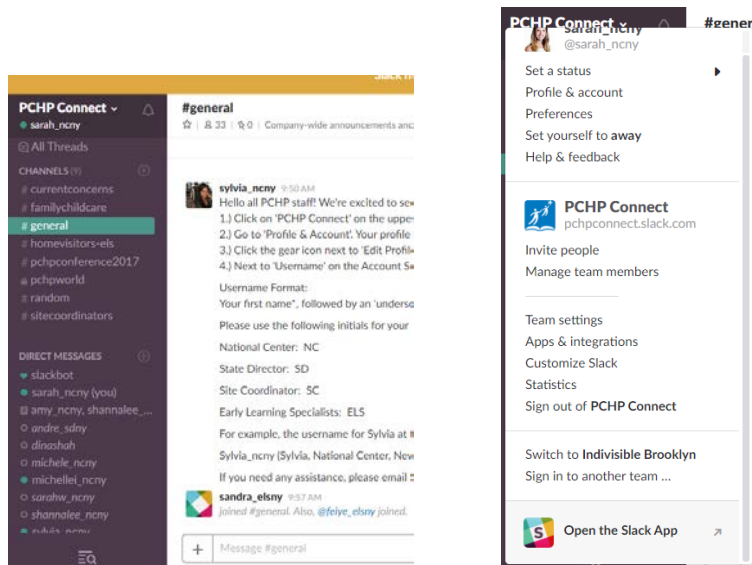 PCHP Connect
sarah_ncny
All Threads
CHANNELS (9)
# currentconcerns
# familychildcare
# general
# homevisitors-els
# pchpconference2017
pchpworld
# random
# sitecoordinators
DIRECT MESSAGES
slackbot
sarah_ncny (you)
amy_ncny, shannalee_...
andre_sdny
dinashah
michele_ncny
michellei_ncny
sarahw_ncny
shannalee_ncny
sylvia_ncny
Slack
#general
33 | 0 | Company-wide announcements
sylvia_ncny 9:50 AM
Hello all PCHP staff! We're excited to
1.) Click on 'PCHP Connect' on the
2.) Go to 'Profile & Account'. Your profile
3.) Click the gear icon next to 'Edit
4.) Next to 'Username' on the Account
Username Format:
Your first name", followed by an
Please use the following initials for your
National Center: NC
State Director: SD
Site Coordinator: SC
Early Learning Specialists: ELS
For example, the username for Sylvia at
Sylvia_ncny (Sylvia, National Center, New
If you need any assistance, please email
sandra_elsny 9:57 AM
joined #general. Also, @feiye_elsny joined.
+ Message #general
PCHP Connect
#gener
sarah_ncny
@sarah_ncny
Set a status
Profile & account
Preferences
Set yourself to away
Help & feedback
PCHP Connect
pchpconnect.slack.com
Invite people
Manage team members
Team settings
Apps & integrations
Customize Slack
Statistics
Sign out of PCHP Connect
Switch to Indivisible Brooklyn
Sign in to another team ...
Open the Slack App